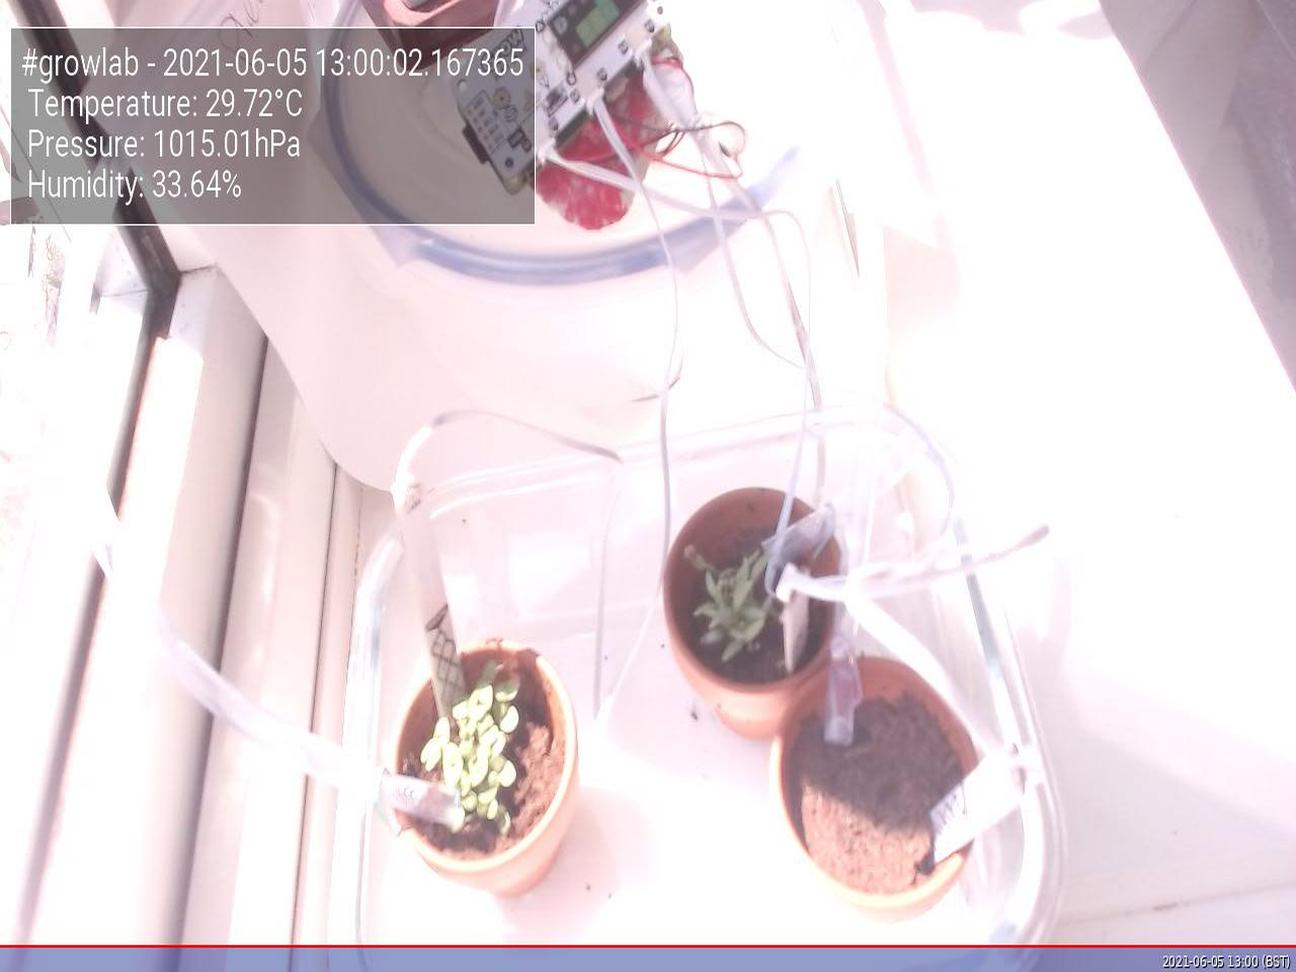 #growlab - 2021-06-05 13:00:02.167365
Temperature: 29.72°C
Pressure: 1015.01hPa
Humidity: 33.64%
2021-06-05 13:00 (BST)